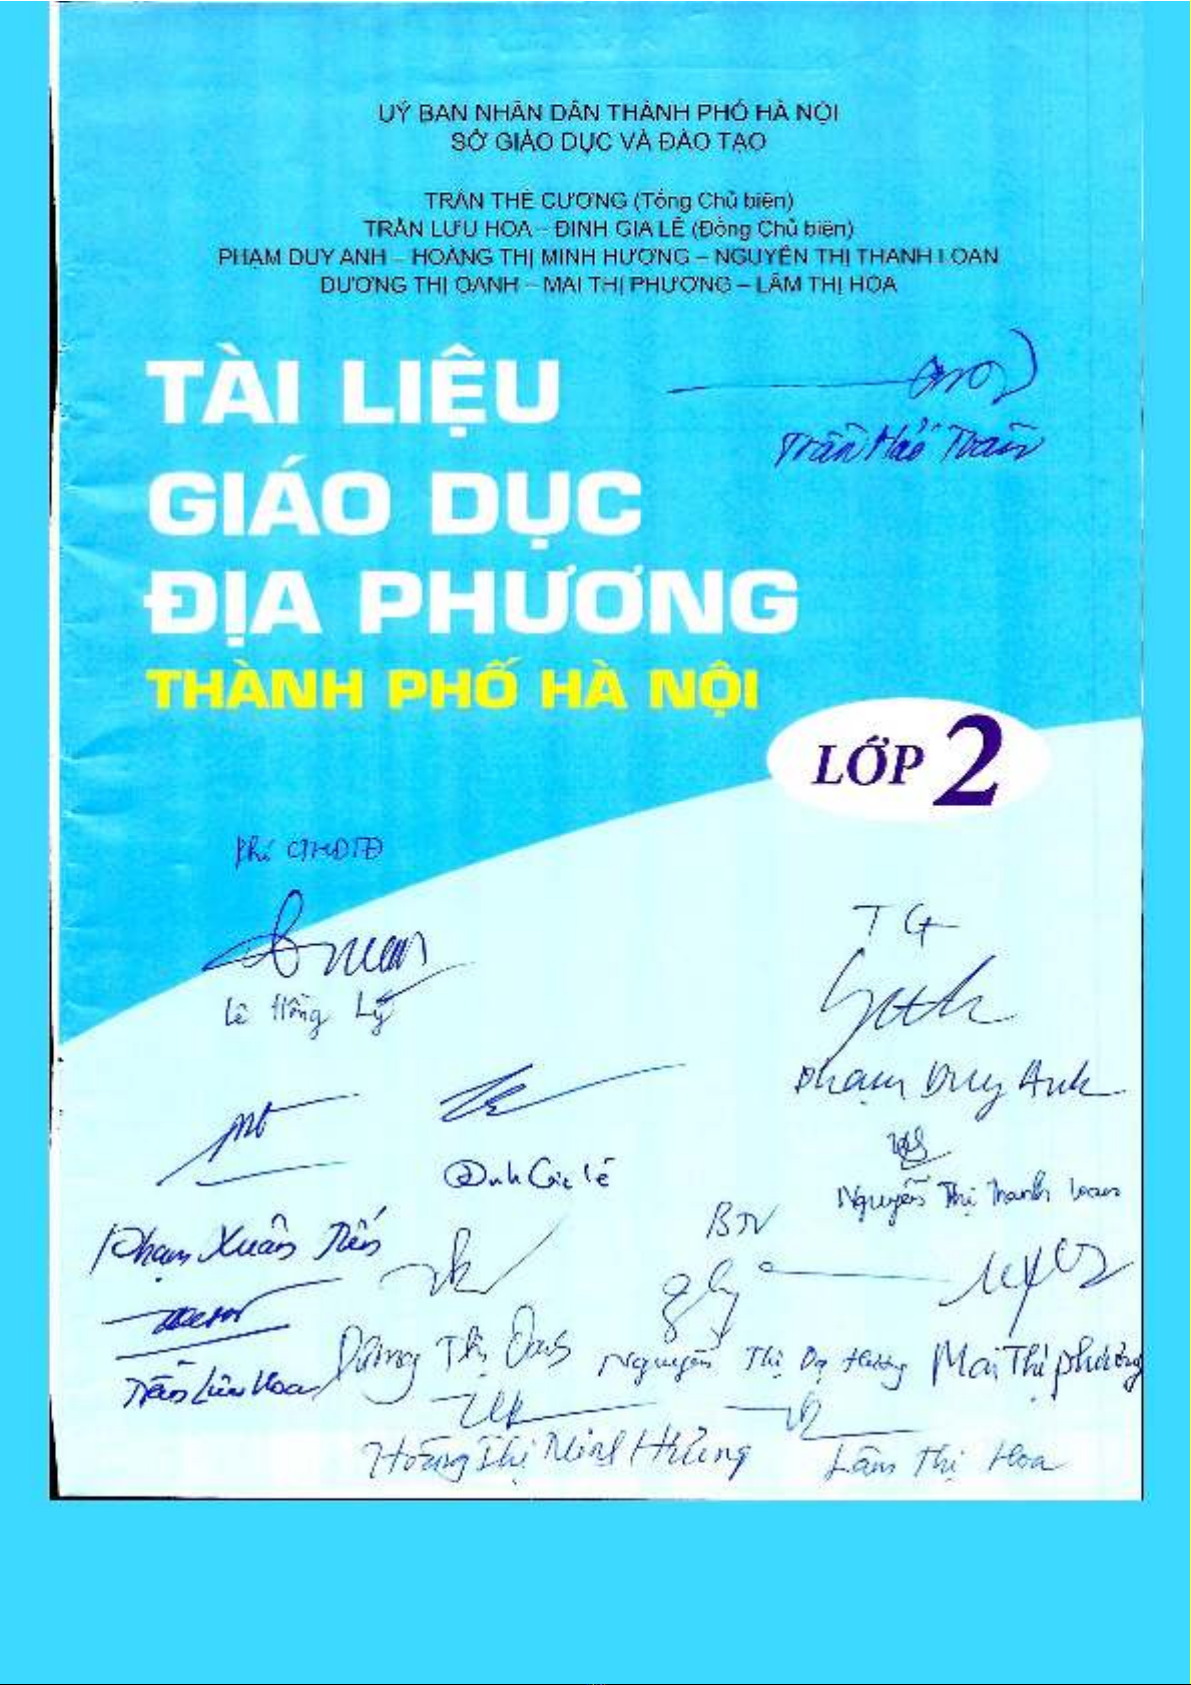 UỶ BAN NHÂN DÂN THÀNH PHỐ HÀ NỘI
SỞ GIÁO DỤC VÀ ĐÀO TẠO
TRẦN THẾ CƯƠNG (Tổng Chủ biên)
TRẦN LƯU HOA – ĐINH GIA LÊ (Đồng Chủ biên)
PHẠM DUY ANH – HOÀNG THỊ MINH HƯƠNG – NGUYỄN THỊ THANH LOAN
DƯƠNG THỊ OANH – MAI THỊ PHƯƠNG – LÂM THỊ HOA
TÀI LIỆU
GIÁO DỤC
ĐỊA PHƯƠNG
THÀNH PHỐ HÀ NỘI
LỚP 2
TG
Lê Hồng Lý
Phạm Duy Anh
Đinh Gia Lê
Nguyễn Thị Thanh Loan
BTV
Phạm Xuân Tiến
Dương Thị Oanh
Nguyễn Thị Dạ Hương
Mai Thị Phương
Trần Lưu Hoa
Hoàng Thị Minh Hương
Lâm Thị Hoa